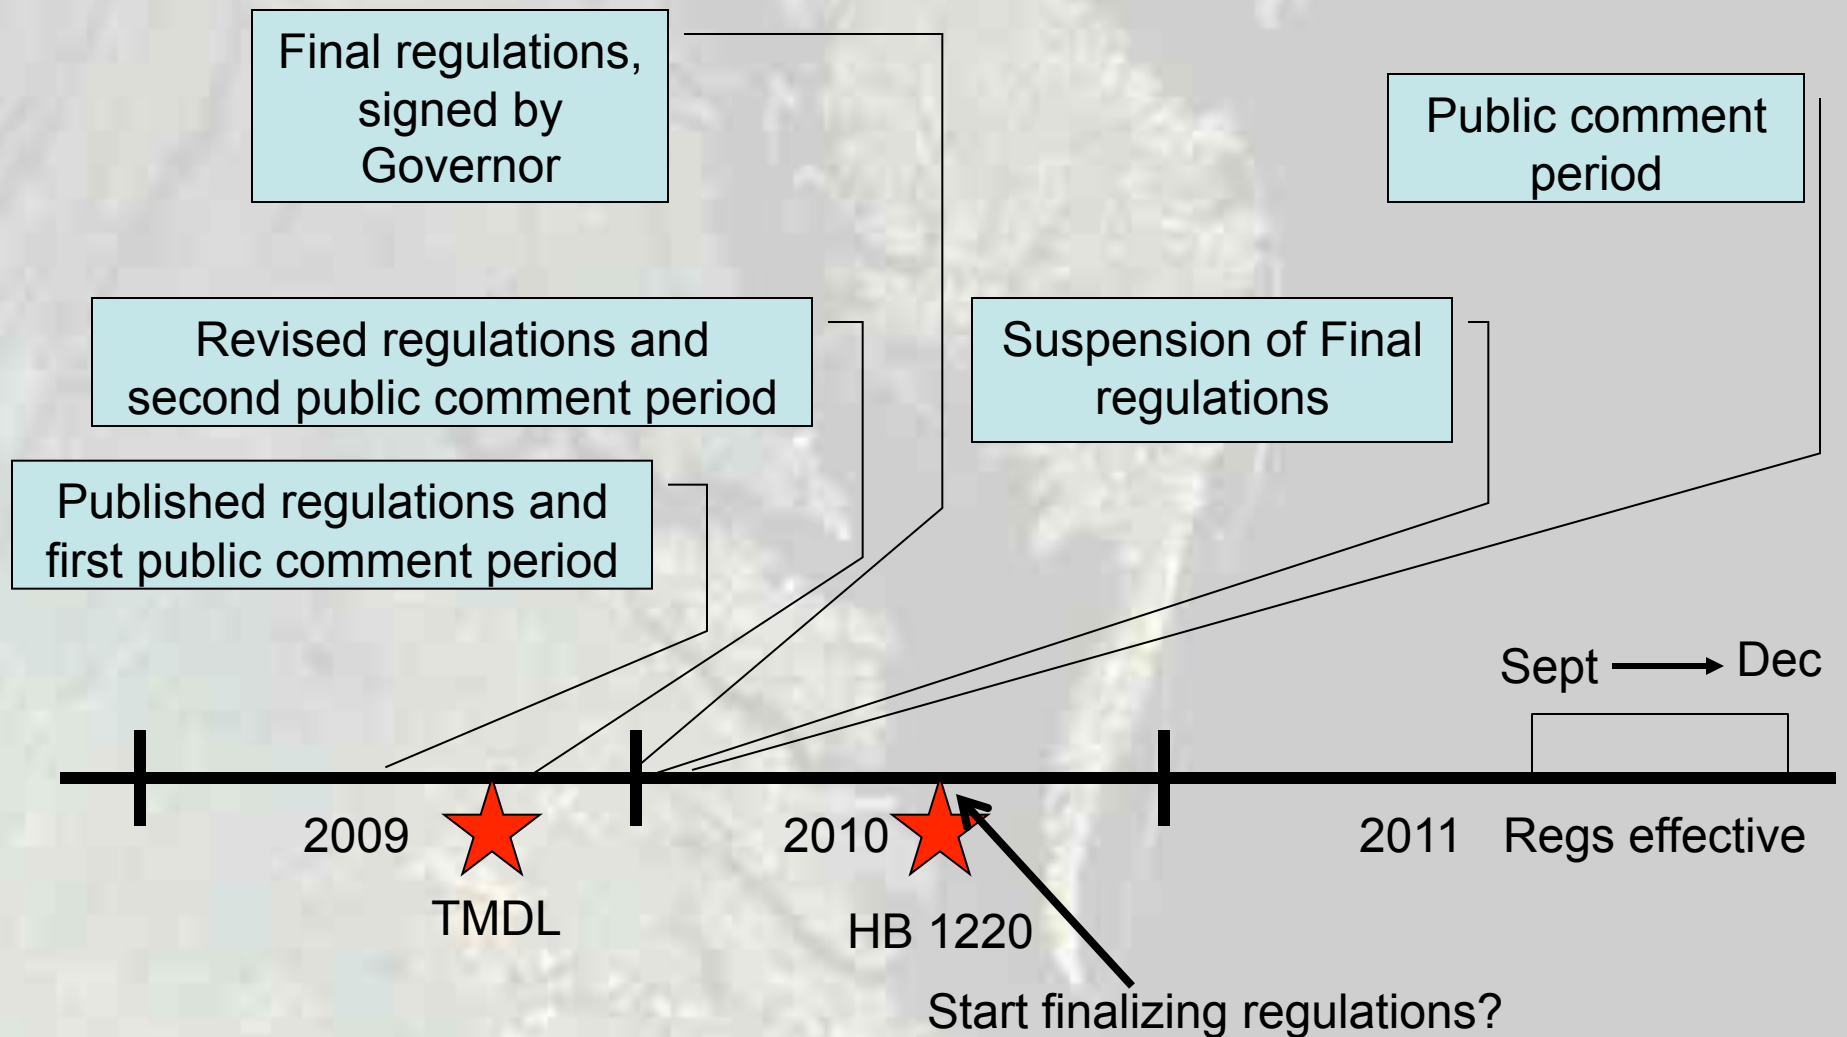 Final regulations,
signed by
Governor
Public comment
period
Revised regulations and
second public comment period
Suspension of Final
regulations
Published regulations and
first public comment period
Sept
Dec
2009
2010
2011
Regs effective
TMDL
HB 1220
Start finalizing regulations?